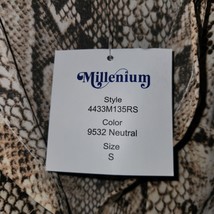 Millenium
Style
4433M135RS
Color
9532 Neutral
Size
S